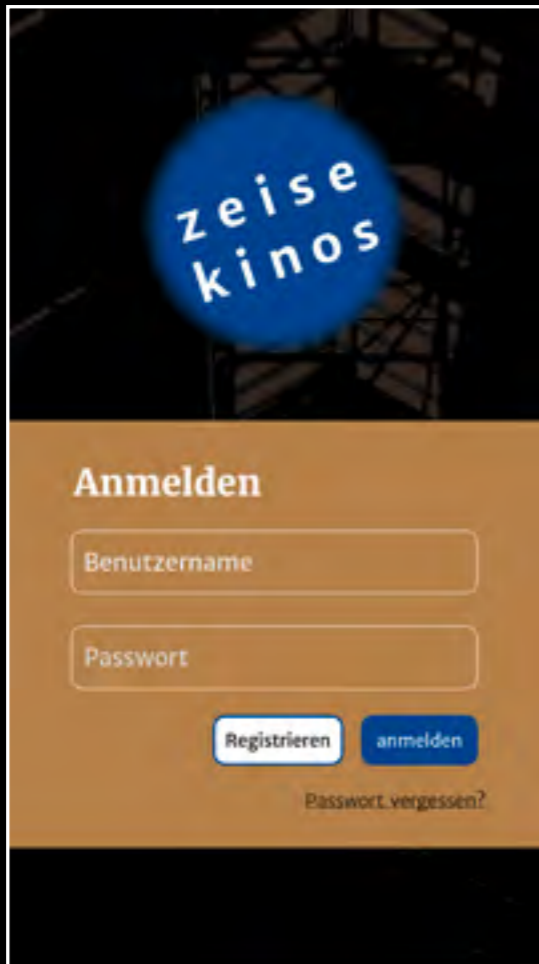 zeise
kinos
Anmelden
Benutzername
Passwort
Registrieren anmelden
Passwort vergessen?